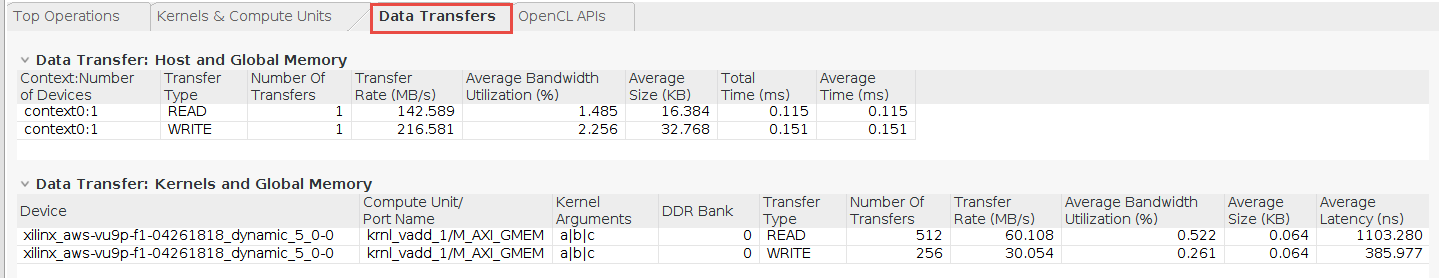 Top Operations Kernels & Compute Units Data Transfers OpenCL APIs
Data Transfer: Host and Global Memory
Context:Number Transfer Number Of Transfer Average Bandwidth Average Total Average
of Devices Type Transfers Rate (MB/s) Utilization (%) Size (KB) Time (ms) Time (ms)
context0:1 READ 1 142.589 1.485 16.384 0.115 0.115
context0:1 WRITE 1 216.581 2.256 32.768 0.151 0.151
Data Transfer: Kernels and Global Memory
Device Compute Unit/ Kernel DDR Bank Transfer Number Of Transfer Average Bandwidth Average Average
Port Name Arguments Type Transfers Rate (MB/s) Utilization (%) Size (KB) Latency (ns)
xilinx_aws-vu9p-f1-04261818_dynamic_5_0-0 krnl_vadd_1/M_AXI_GMEM a|b|c 0 READ 512 60.108 0.522 0.064 1103.280
xilinx_aws-vu9p-f1-04261818_dynamic_5_0-0 krnl_vadd_1/M_AXI_GMEM a|b|c 0 WRITE 256 30.054 0.261 0.064 385.977